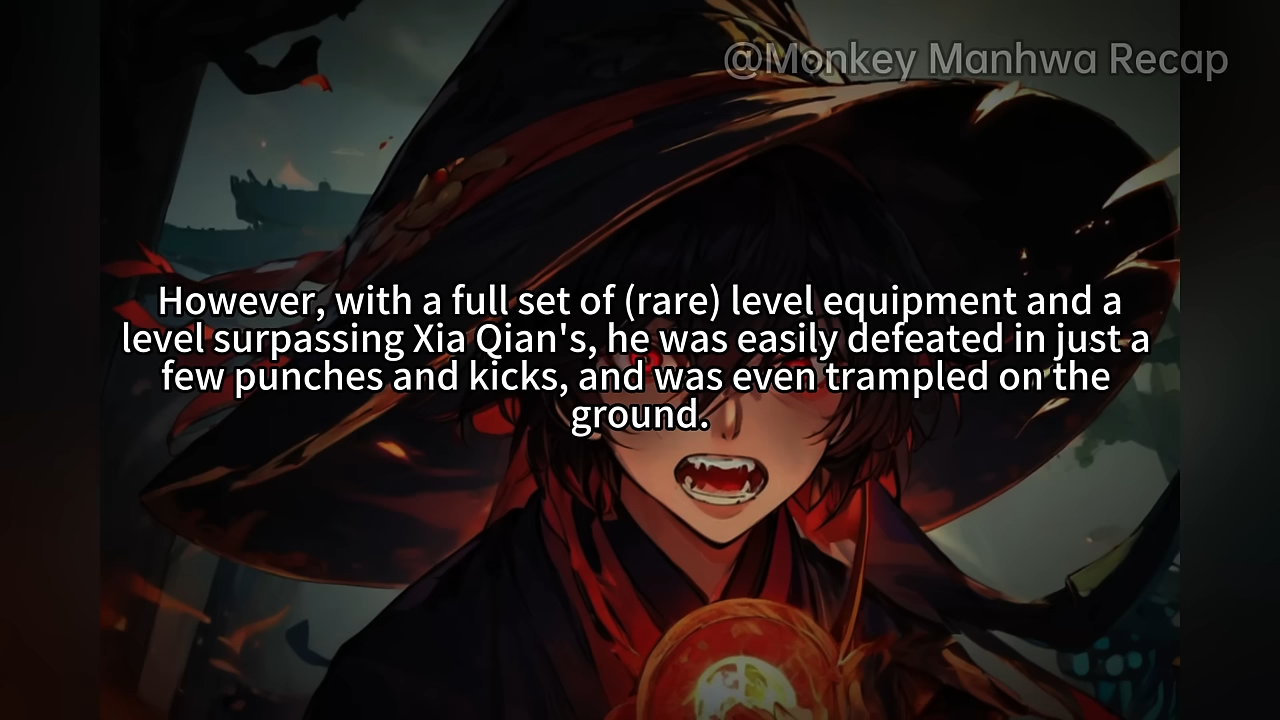 @Monkey Manhwa Recap
However, with a full set of (rare) level equipment and a
level surpassing Xia Qian's, he was easily defeated in just a
few punches and kicks, and was even trampled on the
ground.